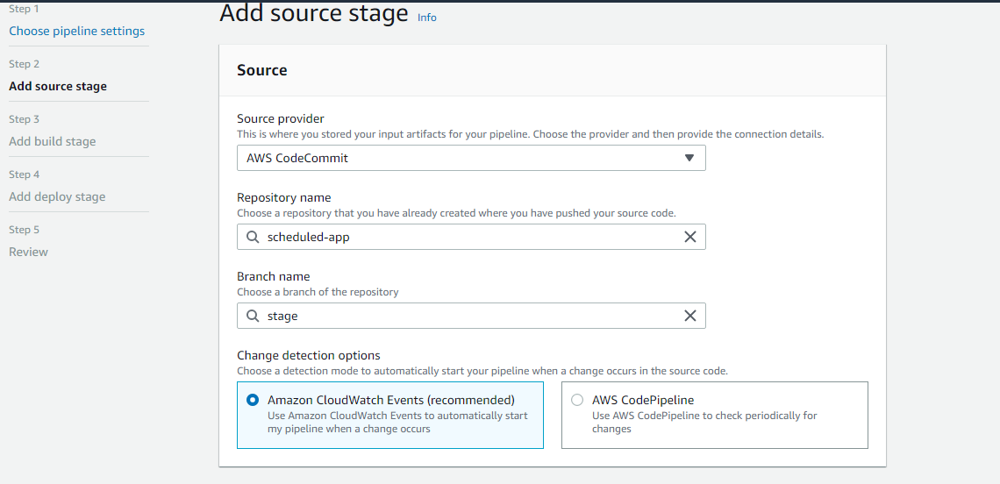 Step 1
Choose pipeline settings
Step 2
Add source stage
Step 3
Add build stage
Step 4
Add deploy stage
Step 5
Review
Add source stage Info
Source
Source provider
This is where you stored your input artifacts for your pipeline. Choose the provider and then provide the connection details.
AWS CodeCommit
Repository name
Choose a repository that you have already created where you have pushed your source code.
scheduled-app
Branch name
Choose a branch of the repository
stage
Change detection options
Choose a detection mode to automatically start your pipeline when a change occurs in the source code.
Amazon CloudWatch Events (recommended)
Use Amazon CloudWatch Events to automatically start
my pipeline when a change occurs
AWS CodePipeline
Use AWS CodePipeline to check periodically for
changes